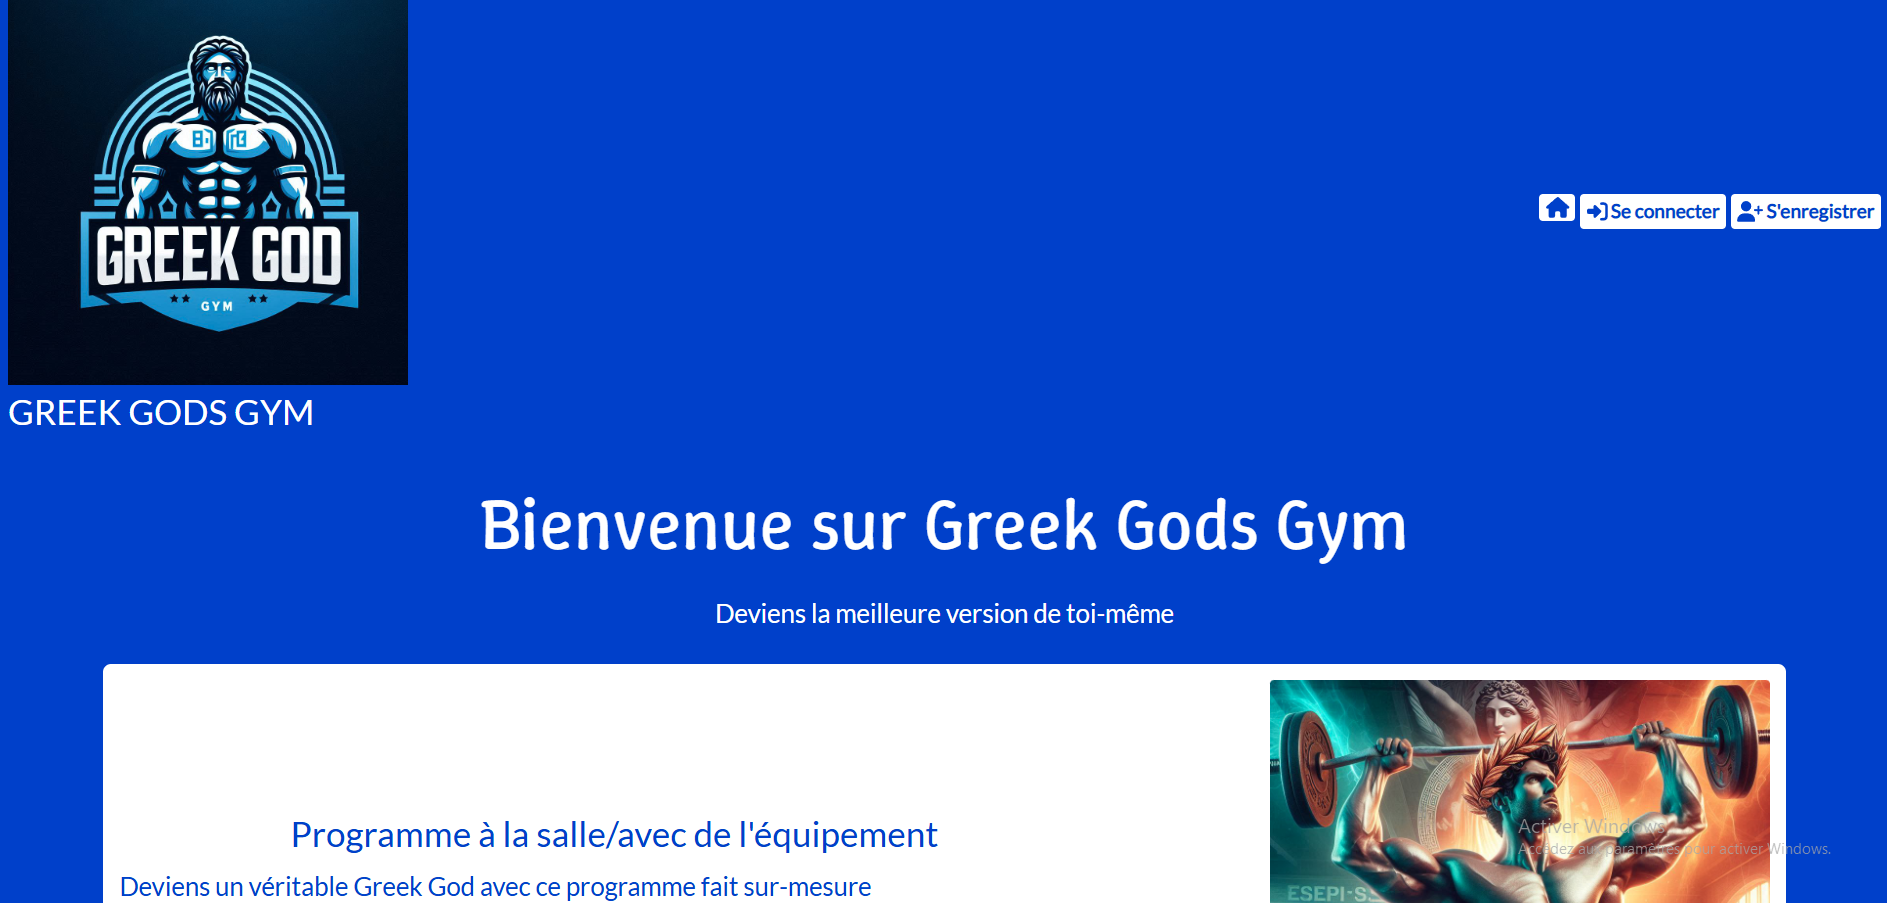 GREEK GOD
GYM
GREEK GODS GYM
Se connecter
S'enregistrer
Bienvenue sur Greek Gods Gym
Deviens la meilleure version de toi-même
Programme à la salle/avec de l'équipement
Deviens un véritable Greek God avec ce programme fait sur-mesure
Activer Windows
Accédez aux paramètres pour activer Windows.